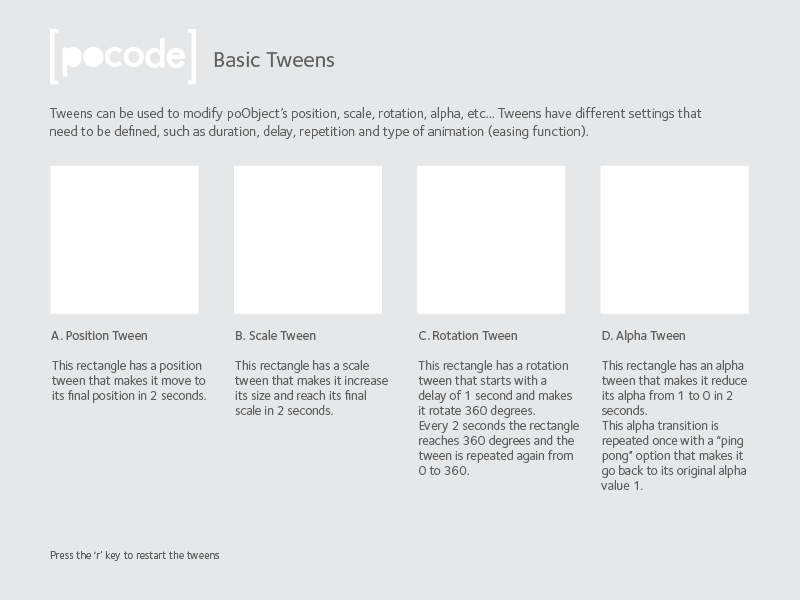 [pocode] Basic Tweens
Tweens can be used to modify poObject's position, scale, rotation, alpha, etc... Tweens have different settings that
need to be defined, such as duration, delay, repetition and type of animation (easing function).
A. Position Tween
This rectangle has a position
tween that makes it move to
its final position in 2 seconds.
B. Scale Tween
This rectangle has a scale
tween that makes it increase
its size and reach its final
scale in 2 seconds.
C. Rotation Tween
This rectangle has a rotation
tween that starts with a
delay of 1 second and makes
it rotate 360 degrees.
Every 2 seconds the rectangle
reaches 360 degrees and the
tween is repeated again from
0 to 360.
D. Alpha Tween
This rectangle has an alpha
tween that makes it reduce
its alpha from 1 to 0 in 2
seconds.
This alpha transition is
repeated once with a "ping
pong" option that makes it
go back to its original alpha
value 1.
Press the 'r' key to restart the tweens